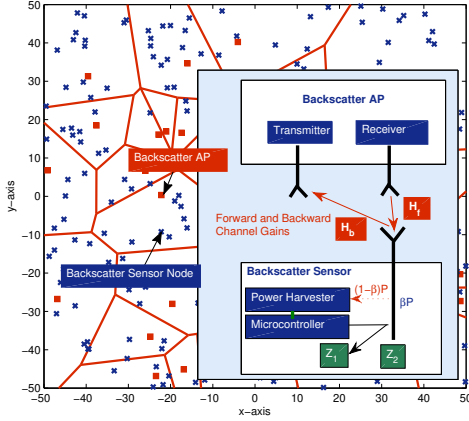 50
40
30
20
10
0
−10
−20
−30
−40
−50
y−axis
−50
−40
−30
−20
−10
0
10
20
30
40
50
x−axis
Backscatter AP
Backscatter Sensor Node
Backscatter AP
Transmitter
Receiver
Forward and Backward
Channel Gains
H_b
H_f
Backscatter Sensor
Power Harvester
Microcontroller
(1−β)P
βP
Z_1
Z_2